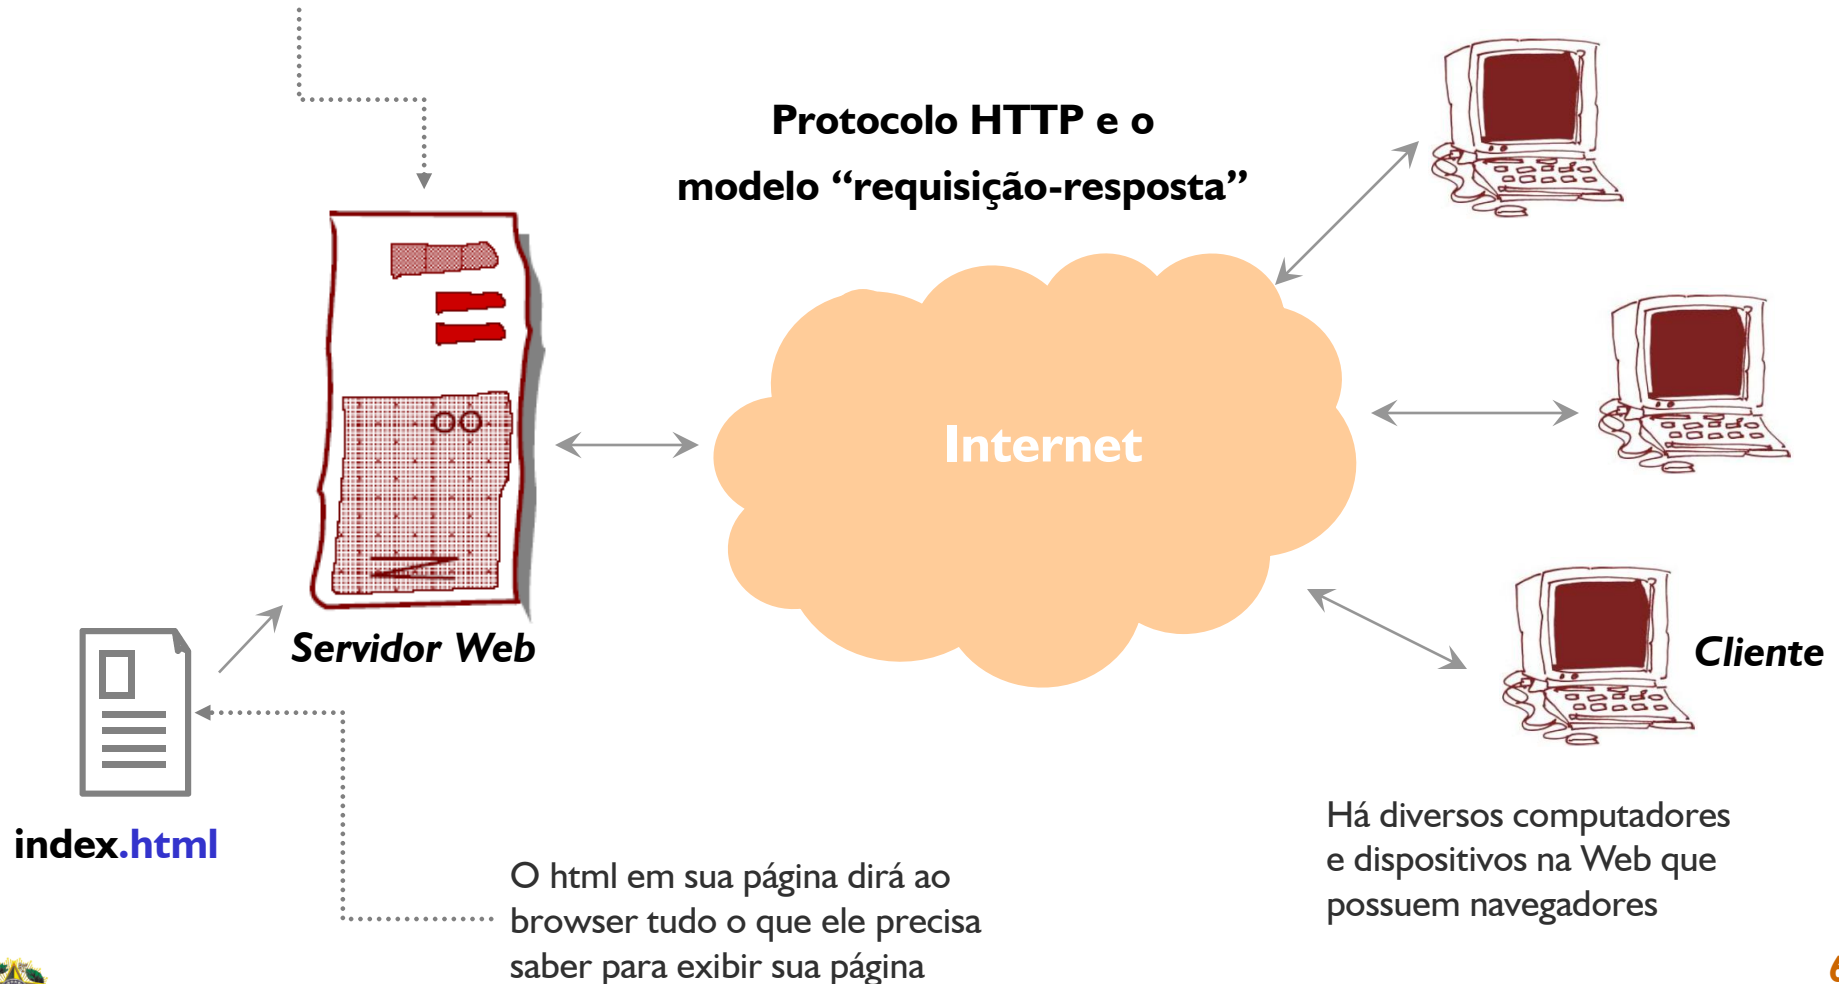 Protocolo HTTP e o
modelo “requisição-resposta”
Internet
Servidor Web
Cliente
index.html
O html em sua página dirá ao
browser tudo o que ele precisa
saber para exibir sua página
Há diversos computadores
e dispositivos na Web que
possuem navegadores